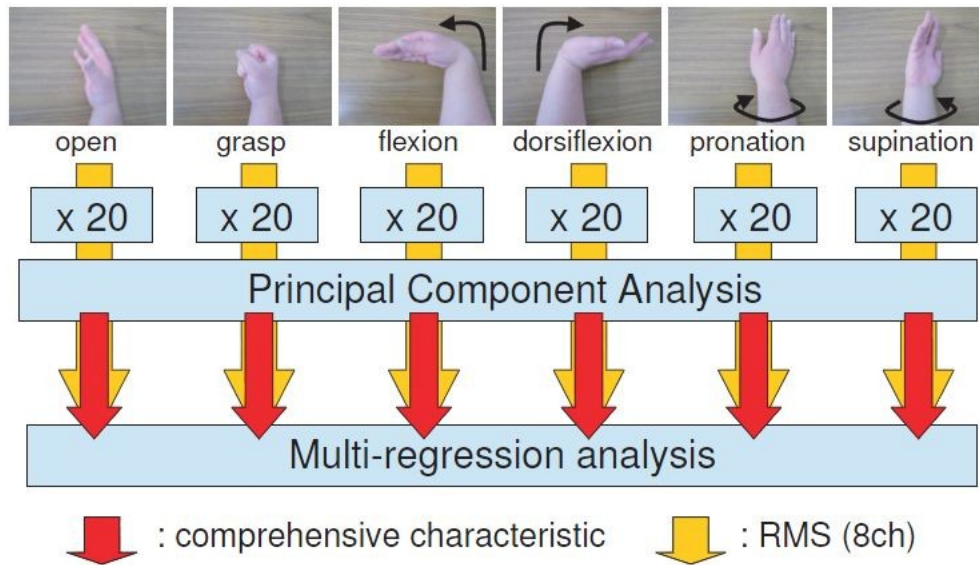 open grasp flexion dorsiflexion pronation supination
x 20 x 20 x 20 x 20 x 20 x 20
Principal Component Analysis
Multi-regression analysis
: comprehensive characteristic : RMS (8ch)